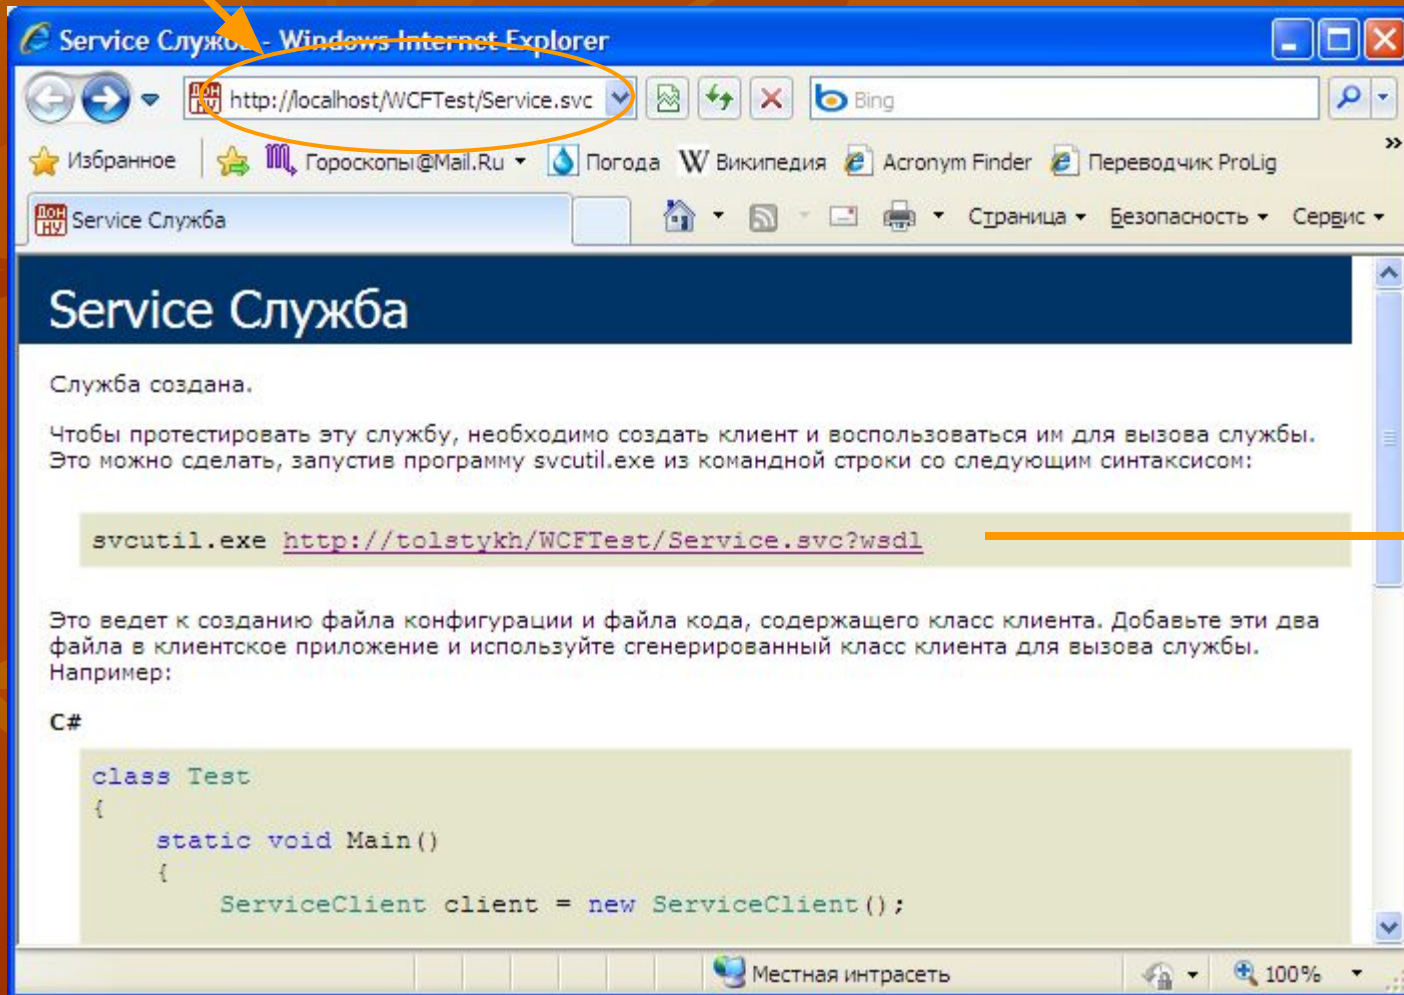 Service Служба - Windows Internet Explorer
http://localhost/WCFTest/Service.svc
Bing
Избранное Гороскопы@Mail.Ru Погода W Википедия Acronym Finder Переводчик ProLig »
ДОН НУ Service Служба Страница Безопасность Сервис
Service Служба
Служба создана.
Чтобы протестировать эту службу, необходимо создать клиент и воспользоваться им для вызова службы.
Это можно сделать, запустив программу svcutil.exe из командной строки со следующим синтаксисом:
svcutil.exe http://tolstykh/WCFTest/Service.svc?wsdl
Это ведет к созданию файла конфигурации и файла кода, содержащего класс клиента. Добавьте эти два
файла в клиентское приложение и используйте сгенерированный класс клиента для вызова службы.
Например:
C#
class Test
{
static void Main()
{
ServiceClient client = new ServiceClient();
Местная интрасеть 100%